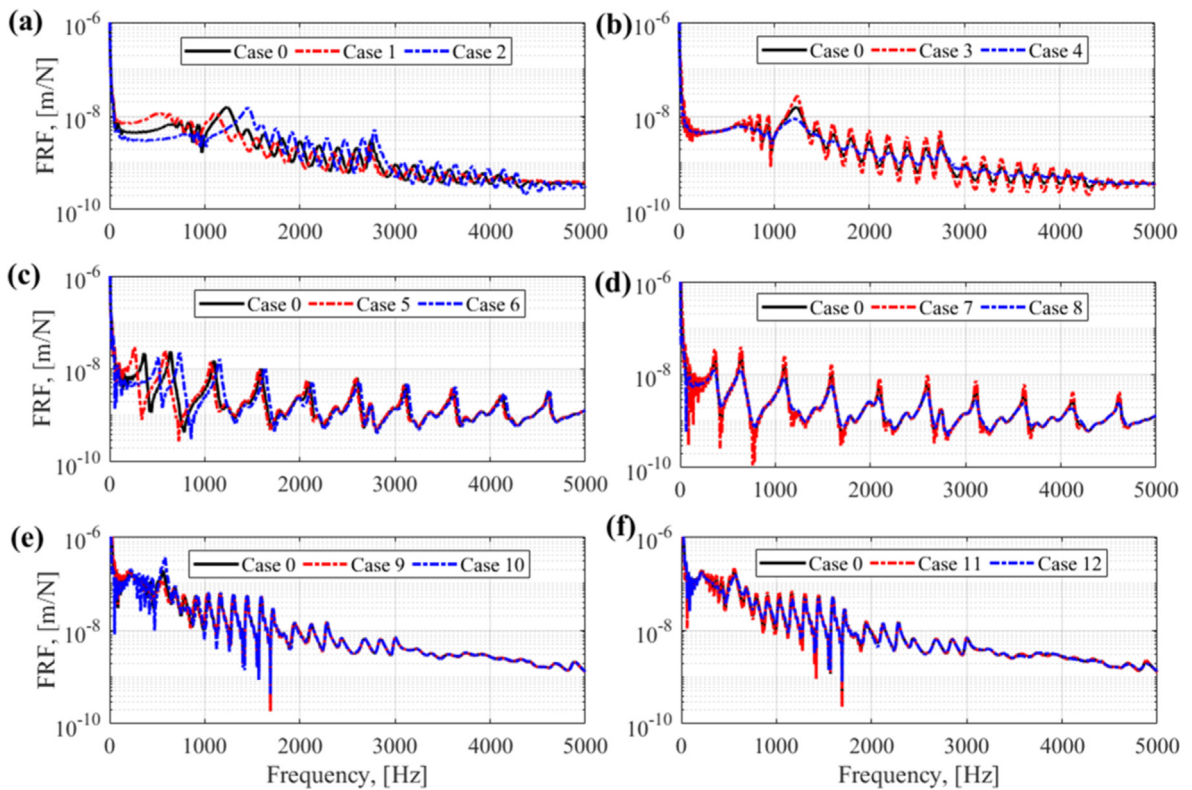 (a)
10^-6
10^-8
10^-10
FRF, [m/N]
Case 0 Case 1 Case 2
0 1000 2000 3000 4000 5000
(b)
10^-6
10^-8
10^-10
Case 0 Case 3 Case 4
0 1000 2000 3000 4000 5000
(c)
10^-6
10^-8
10^-10
FRF, [m/N]
Case 0 Case 5 Case 6
0 1000 2000 3000 4000 5000
(d)
10^-6
10^-8
10^-10
Case 0 Case 7 Case 8
0 1000 2000 3000 4000 5000
(e)
10^-6
10^-8
10^-10
FRF, [m/N]
Case 0 Case 9 Case 10
0 1000 2000 3000 4000 5000
Frequency, [Hz]
(f)
10^-6
10^-8
10^-10
Case 0 Case 11 Case 12
0 1000 2000 3000 4000 5000
Frequency, [Hz]